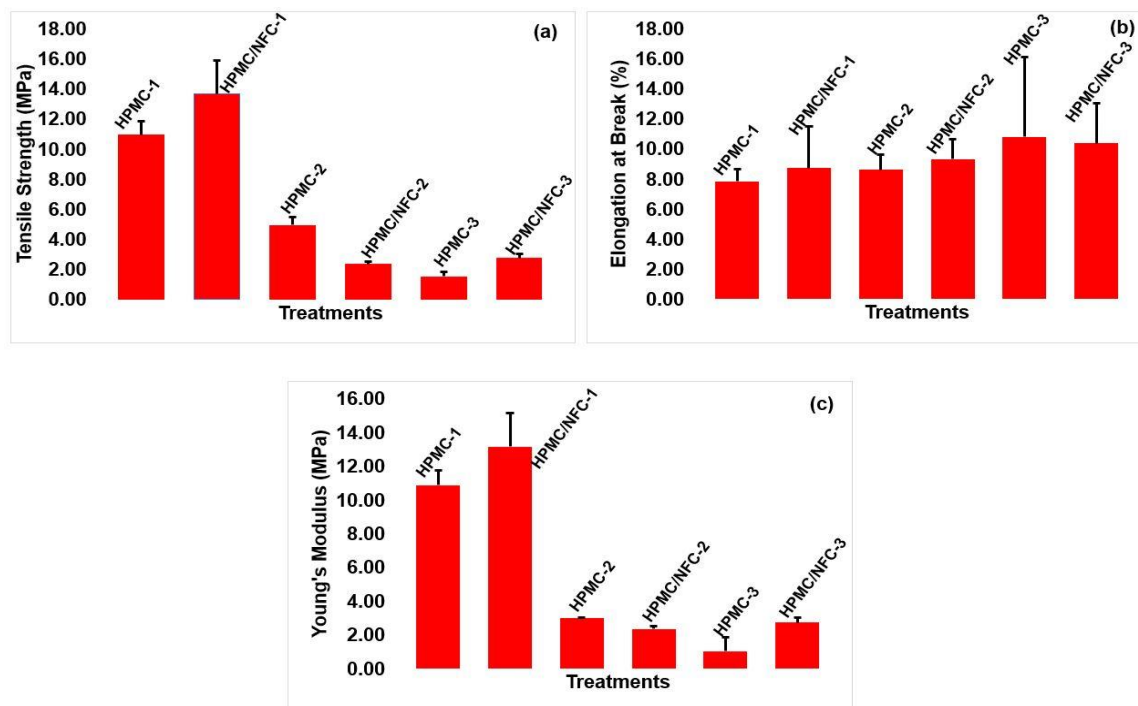 (a)
Tensile Strength (MPa)
18.00
16.00
14.00
12.00
10.00
8.00
6.00
4.00
2.00
0.00
HPMC-1
HPMC/NFC-1
HPMC-2
HPMC/NFC-2
HPMC-3
HPMC/NFC-3
Treatments
(b)
Elongation at Break (%)
18.00
16.00
14.00
12.00
10.00
8.00
6.00
4.00
2.00
0.00
HPMC-1
HPMC/NFC-1
HPMC-2
HPMC/NFC-2
HPMC-3
HPMC/NFC-3
Treatments
(c)
Young's Modulus (MPa)
16.00
14.00
12.00
10.00
8.00
6.00
4.00
2.00
0.00
HPMC-1
HPMC/NFC-1
HPMC-2
HPMC/NFC-2
HPMC-3
HPMC/NFC-3
Treatments